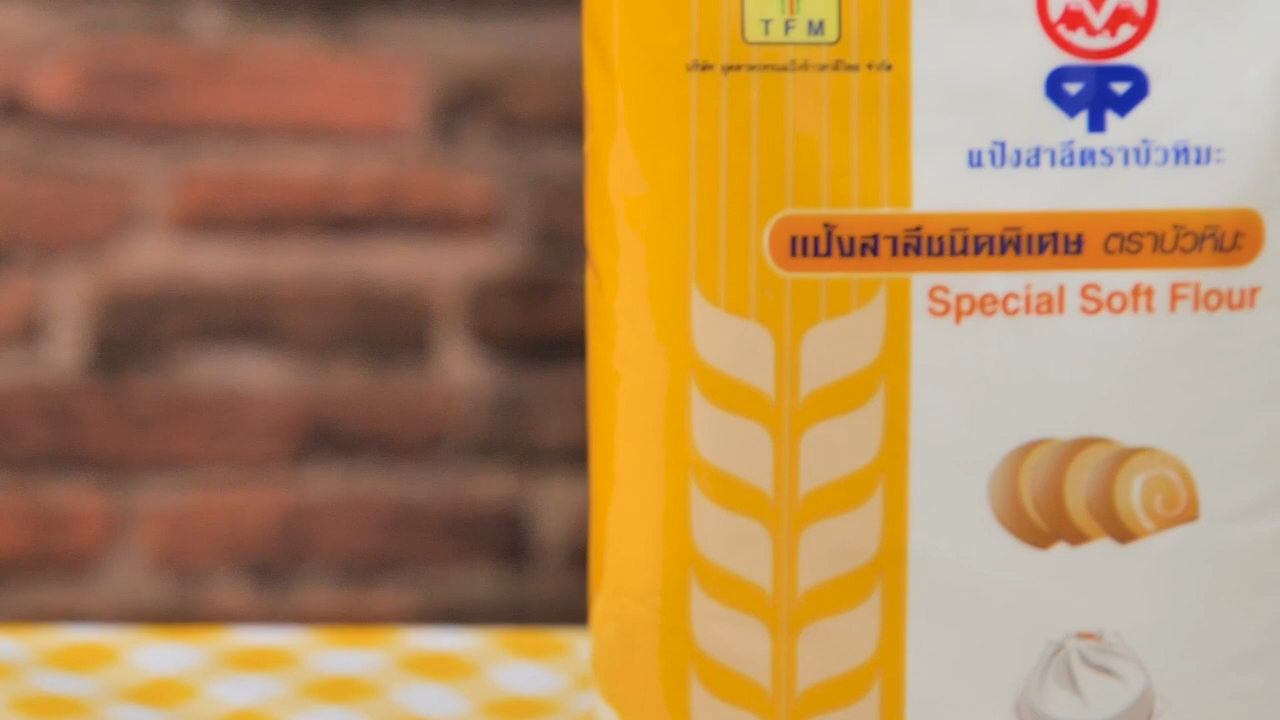 TFM
แป้งสาลีตราบัวหิมะ
แป้งสาลีชนิดพิเศษ ตราบัวหิมะ
Special Soft Flour